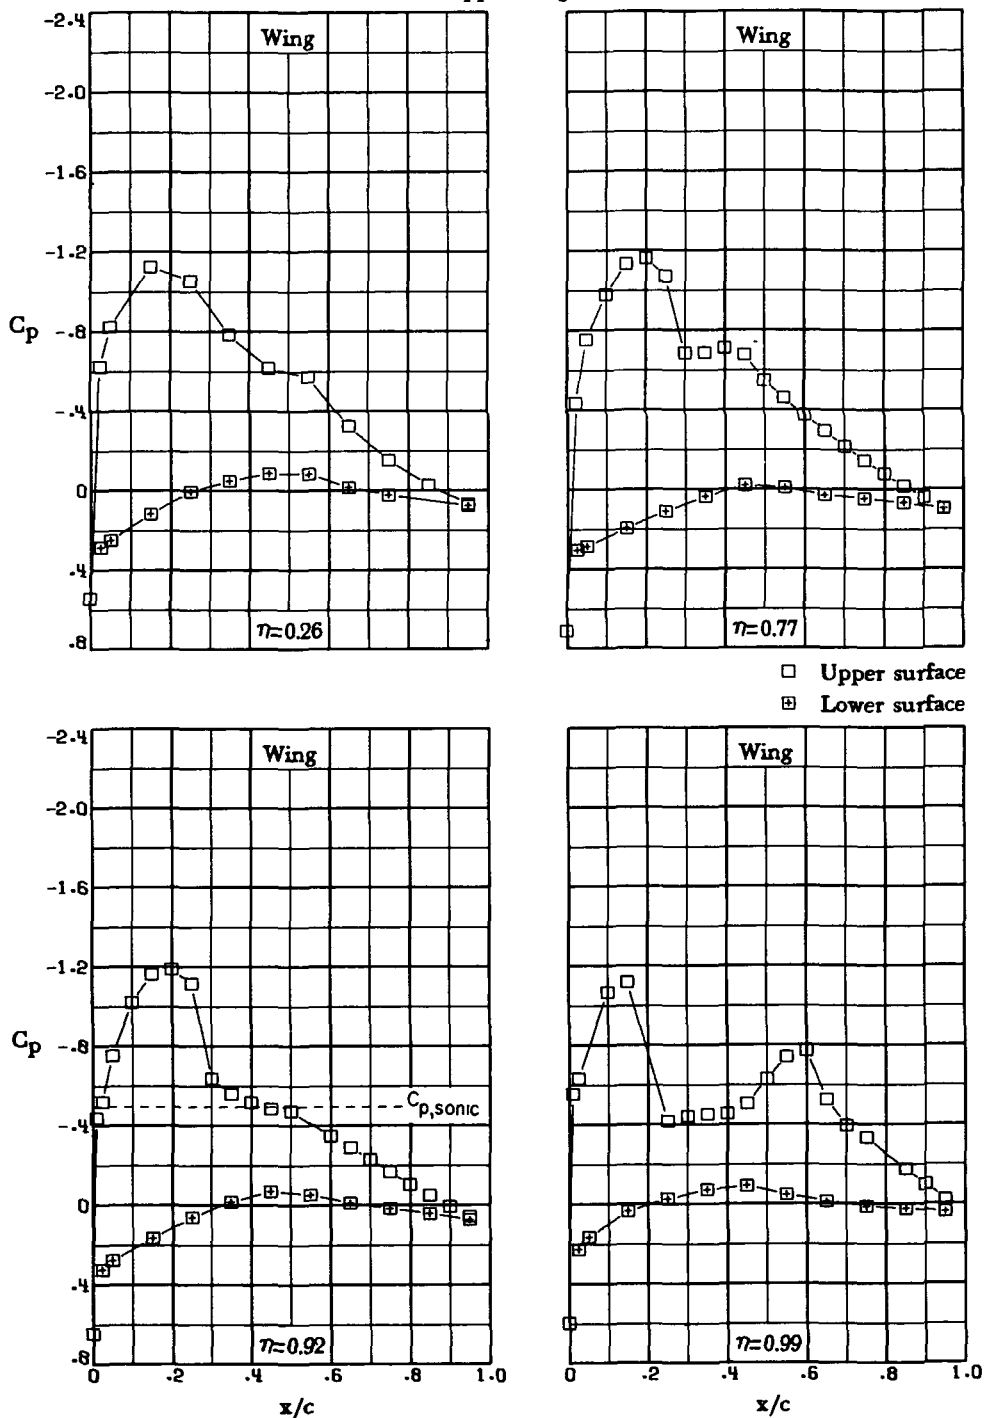 -2.4
Wing
Wing
-2.0
-1.6
-1.2
Cp
-.8
-.4
0
.4
.8
η=0.26
η=0.77
Upper surface
Lower surface
-2.4
Wing
Wing
-2.0
-1.6
-1.2
Cp
-.8
Cp,sonic
-.4
0
.4
.8
η=0.92
η=0.99
0 .2 .4 .6 .8 1.0
0 .2 .4 .6 .8 1.0
x/c
x/c